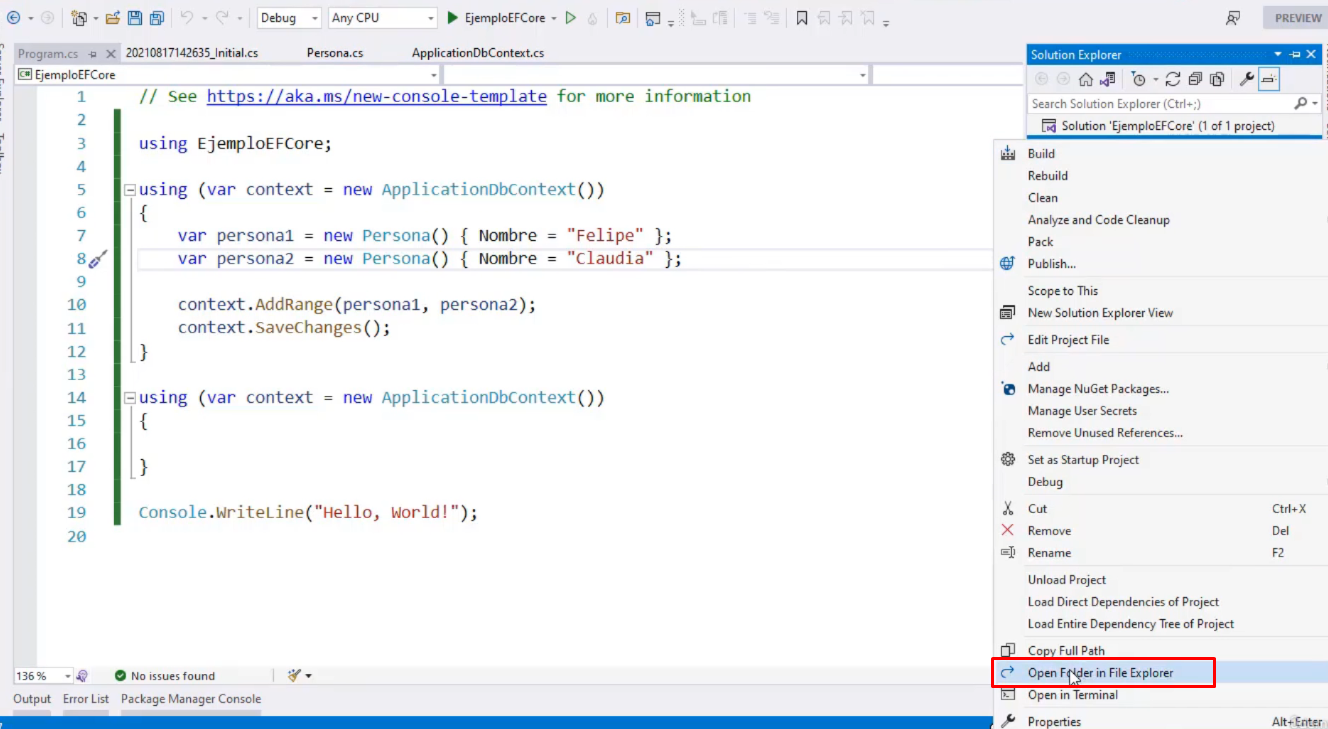 Debug
Any CPU
EjemploEFCore
PREVIEW
Program.cs
20210817142635_Initial.cs
Persona.cs
ApplicationDbContext.cs
Solution Explorer
EjemploEFCore
Search Solution Explorer (Ctrl+;)
Solution 'EjemploEFCore' (1 of 1 project)
1 // See https://aka.ms/new-console-template for more information
2
3 using EjemploEFCore;
4
5 using (var context = new ApplicationDbContext())
6 {
7 var persona1 = new Persona() { Nombre = "Felipe" };
8 var persona2 = new Persona() { Nombre = "Claudia" };
9
10 context.AddRange(persona1, persona2);
11 context.SaveChanges();
12 }
13
14 using (var context = new ApplicationDbContext())
15 {
16
17 }
18
19 Console.WriteLine("Hello, World!");
20
Build
Rebuild
Clean
Analyze and Code Cleanup
Pack
Publish...
Scope to This
New Solution Explorer View
Edit Project File
Add
Manage NuGet Packages...
Manage User Secrets
Remove Unused References...
Set as Startup Project
Debug
Cut Ctrl+X
Remove Del
Rename F2
Unload Project
Load Direct Dependencies of Project
Load Entire Dependency Tree of Project
Copy Full Path
Open Folder in File Explorer
Open in Terminal
Properties Alt+Enter
136 %
No issues found
Output
Error List
Package Manager Console